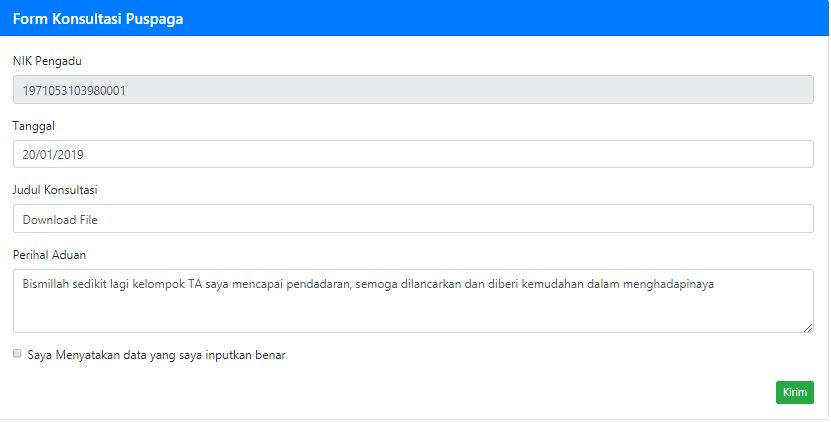 Form Konsultasi Puspaga
NIK Pengadu
1971053103980001
Tanggal
20/01/2019
Judul Konsultasi
Download File
Perihal Aduan
Bismillah sedikit lagi kelompok TA saya mencapai pendadaran, semoga dilancarkan dan diberi kemudahan dalam menghadapinaya
Saya Menyatakan data yang saya inputkan benar
Kirim